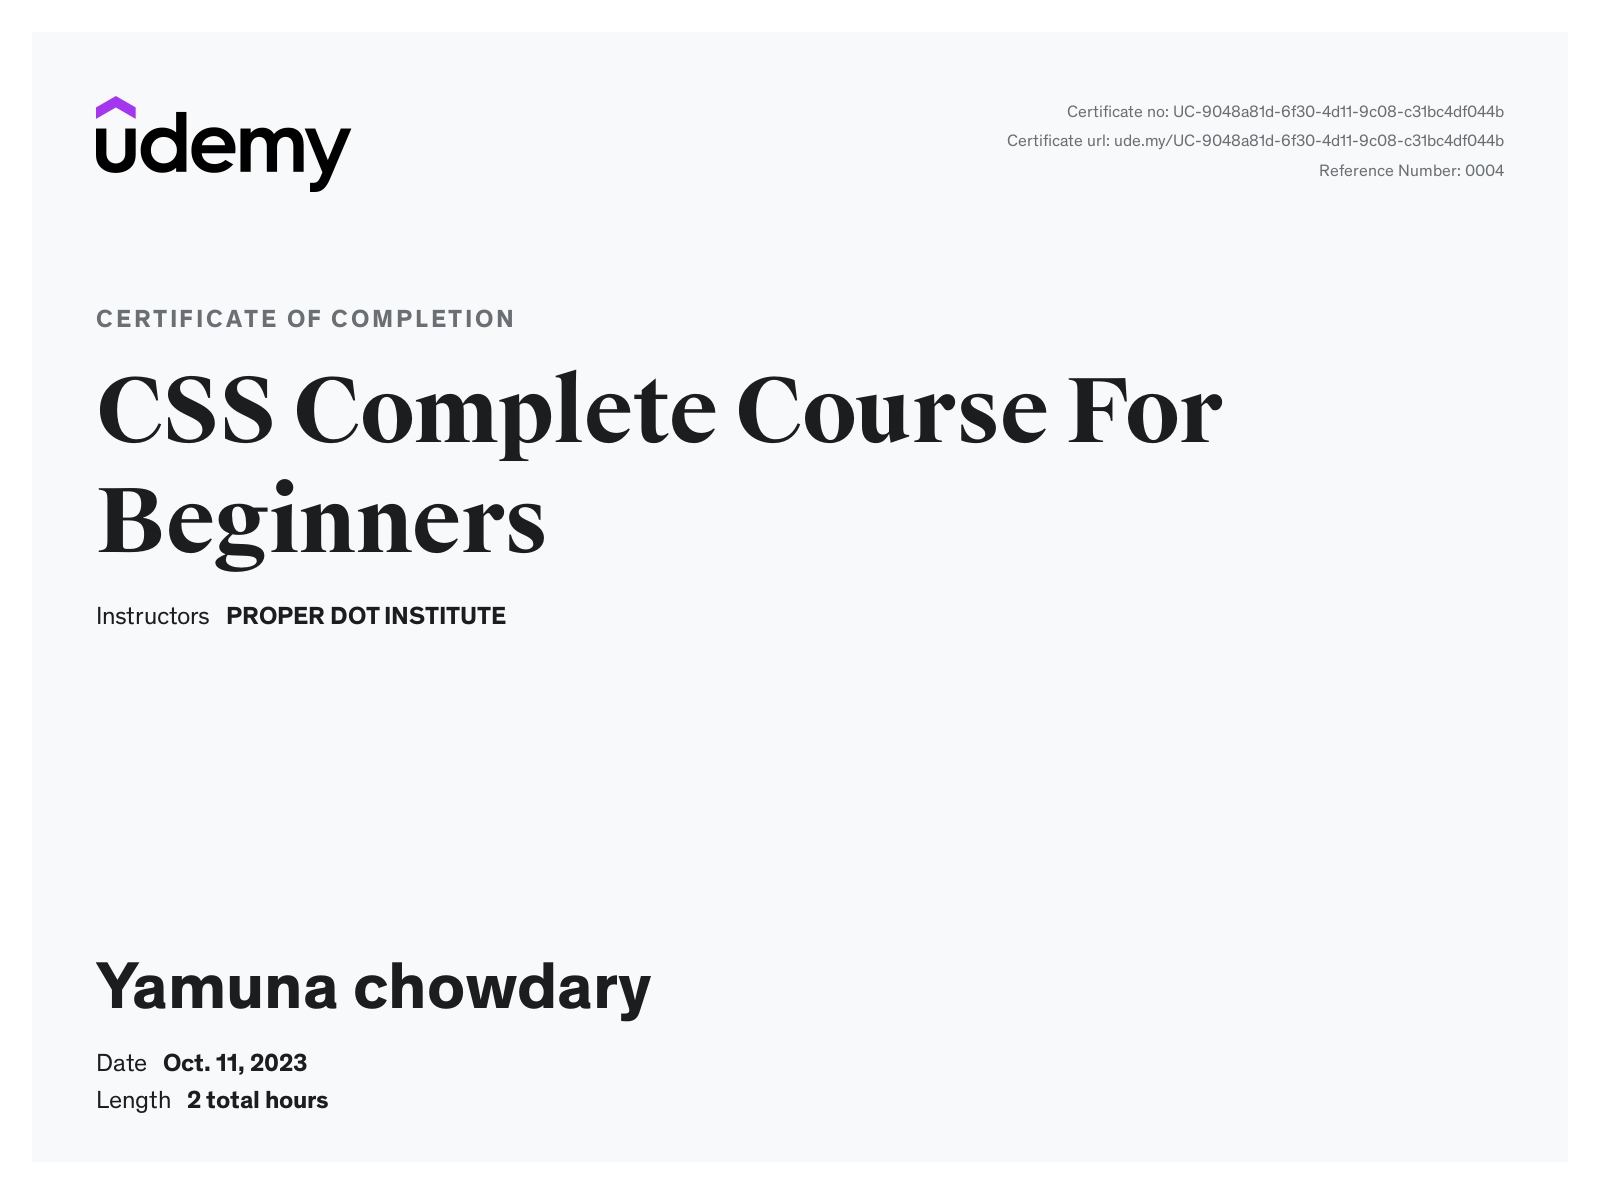 udemy
Certificate no: UC-9048a81d-6f30-4d11-9c08-c31bc4df044b
Certificate url: ude.my/UC-9048a81d-6f30-4d11-9c08-c31bc4df044b
Reference Number: 0004
CERTIFICATE OF COMPLETION
CSS Complete Course For
Beginners
Instructors PROPER DOT INSTITUTE
Yamuna chowdary
Date Oct. 11, 2023
Length 2 total hours